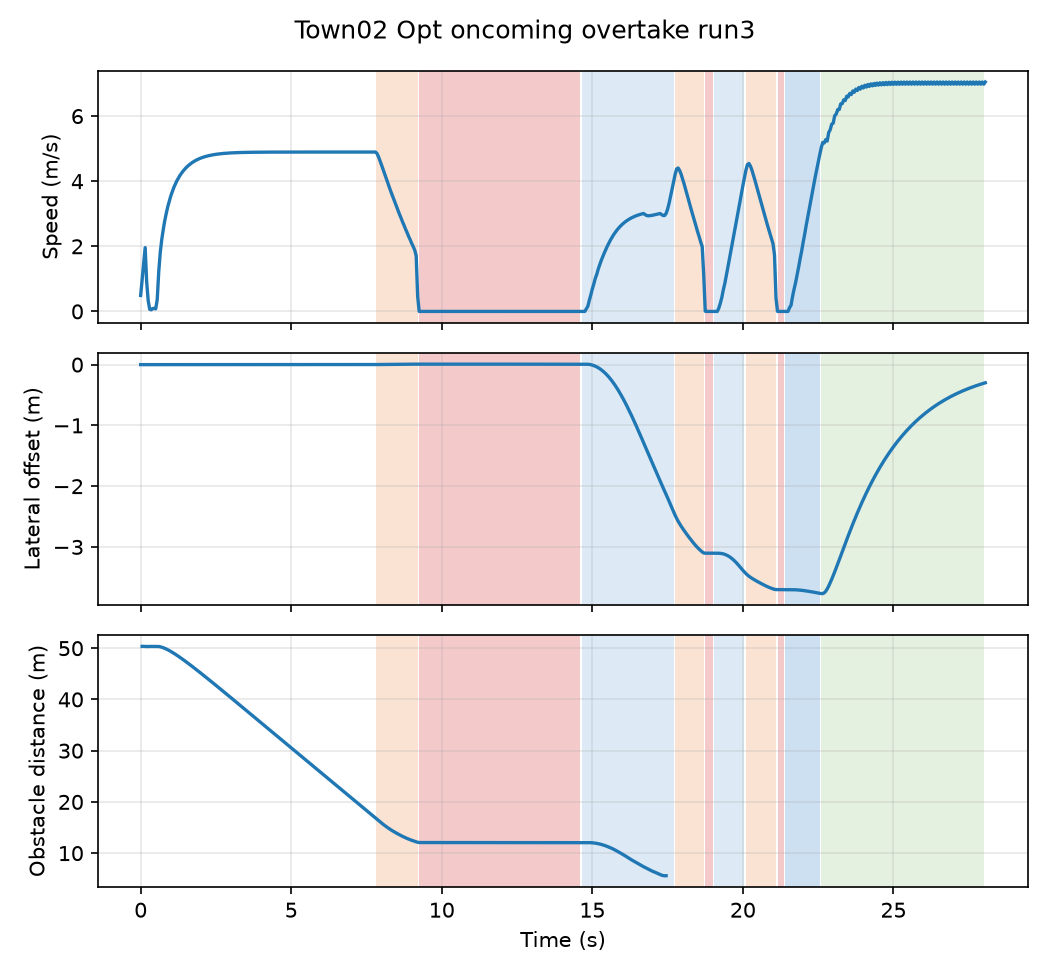 Town02 Opt oncoming overtake run3
Speed (m/s)
6
4
2
0
Lateral offset (m)
0
−1
−2
−3
Obstacle distance (m)
50
40
30
20
10
0 5 10 15 20 25
Time (s)